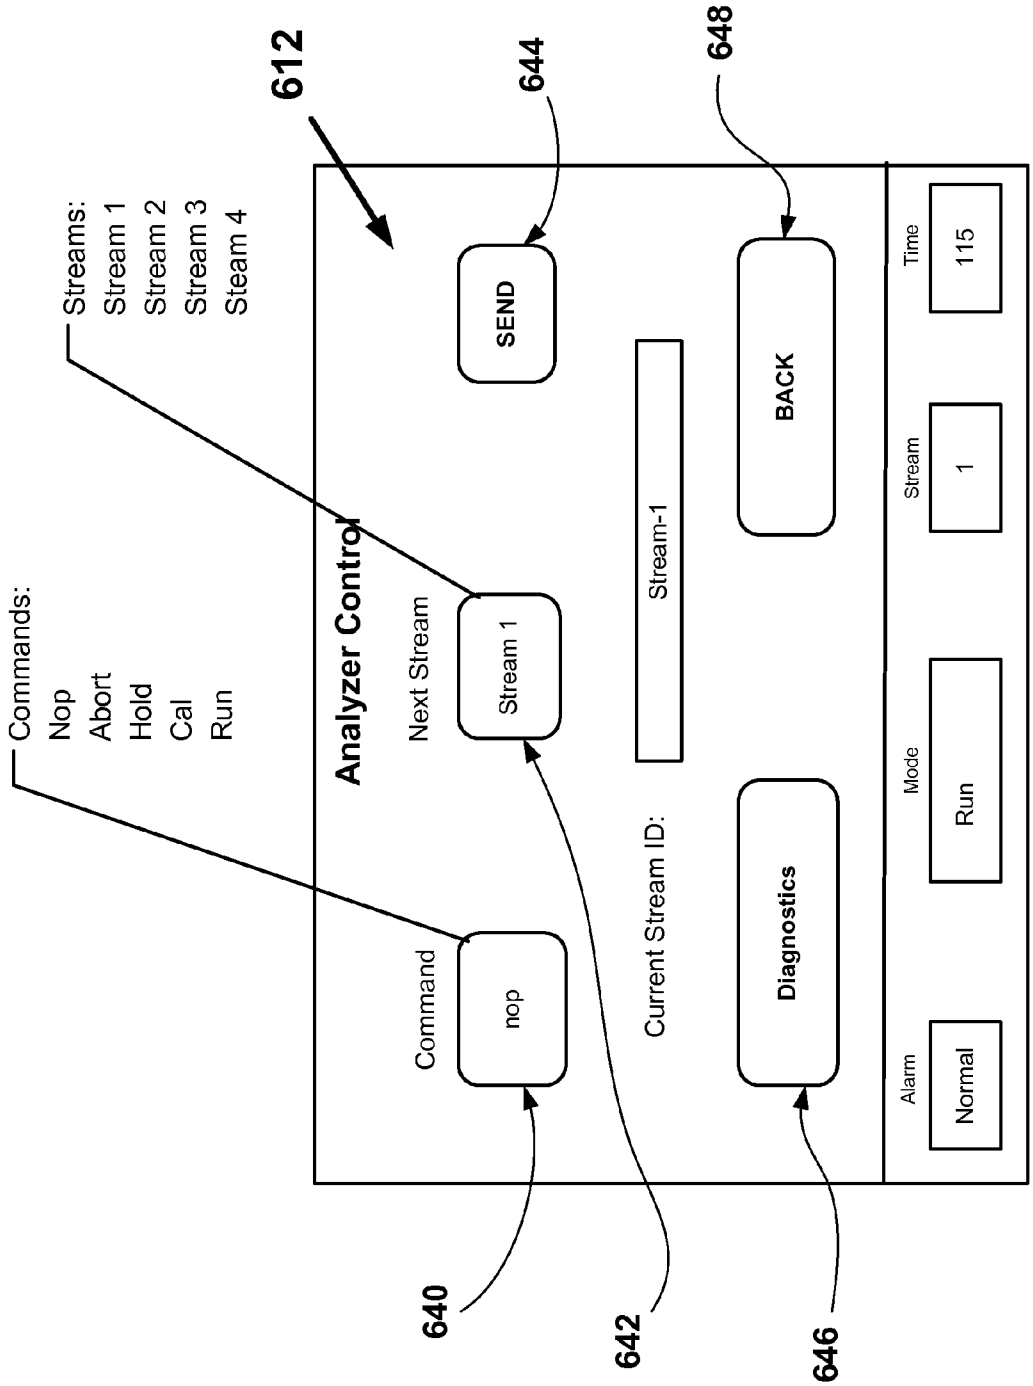 Commands:
Nop
Abort
Hold
Cal
Run
Streams:
Stream 1
Stream 2
Stream 3
Steam 4
612
Analyzer Control
Command
Next Stream
nop
Stream 1
SEND
640
642
644
Current Stream ID:
Stream-1
Diagnostics
BACK
646
648
Alarm
Mode
Stream
Time
Normal
Run
1
115